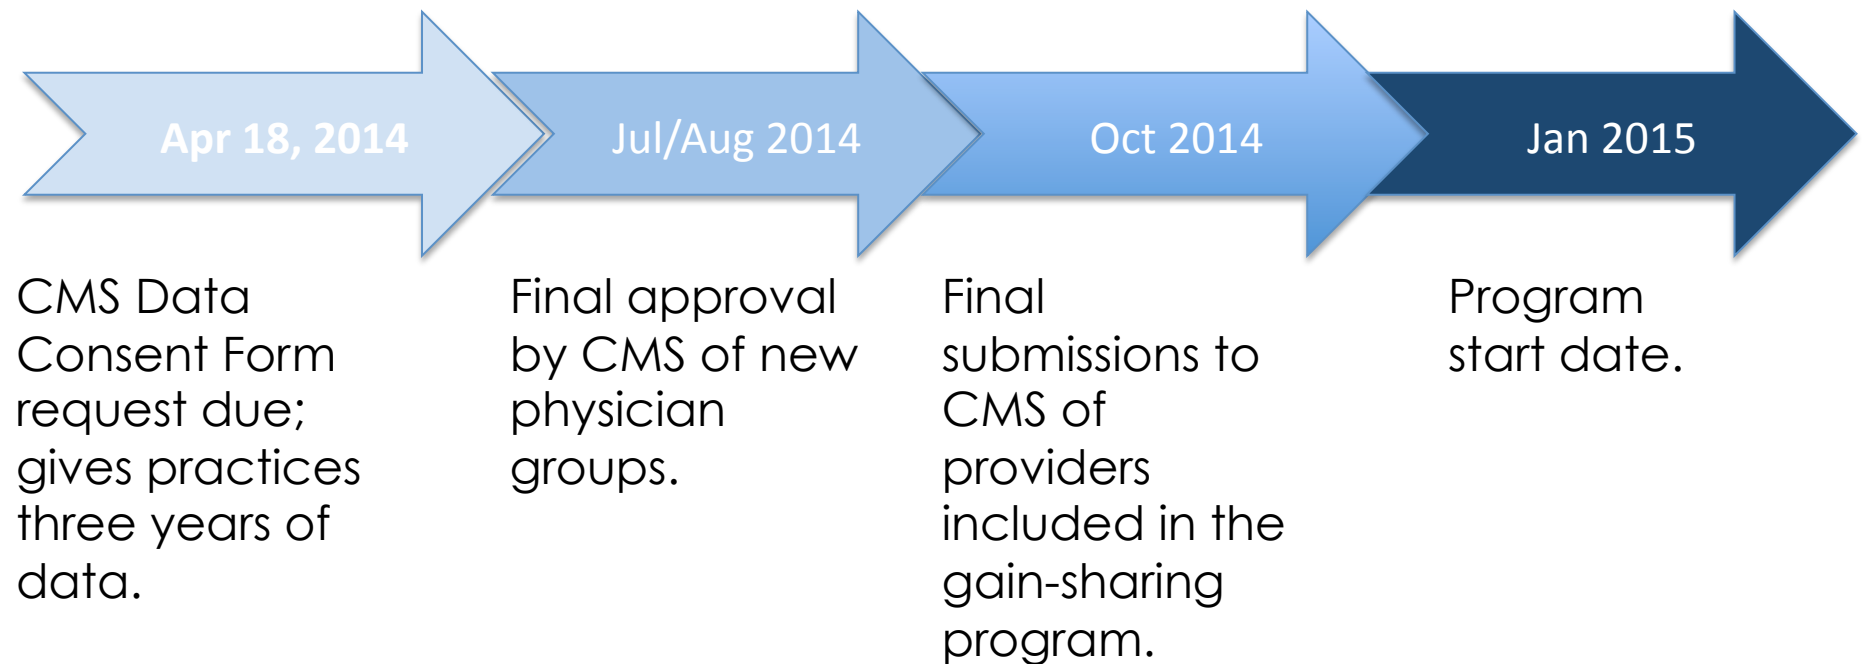 Apr 18, 2014
Jul/Aug 2014
Oct 2014
Jan 2015
CMS Data
Consent Form
request due;
gives practices
three years of
data.
Final approval
by CMS of new
physician
groups.
Final
submissions to
CMS of
providers
included in the
gain-sharing
program.
Program
start date.